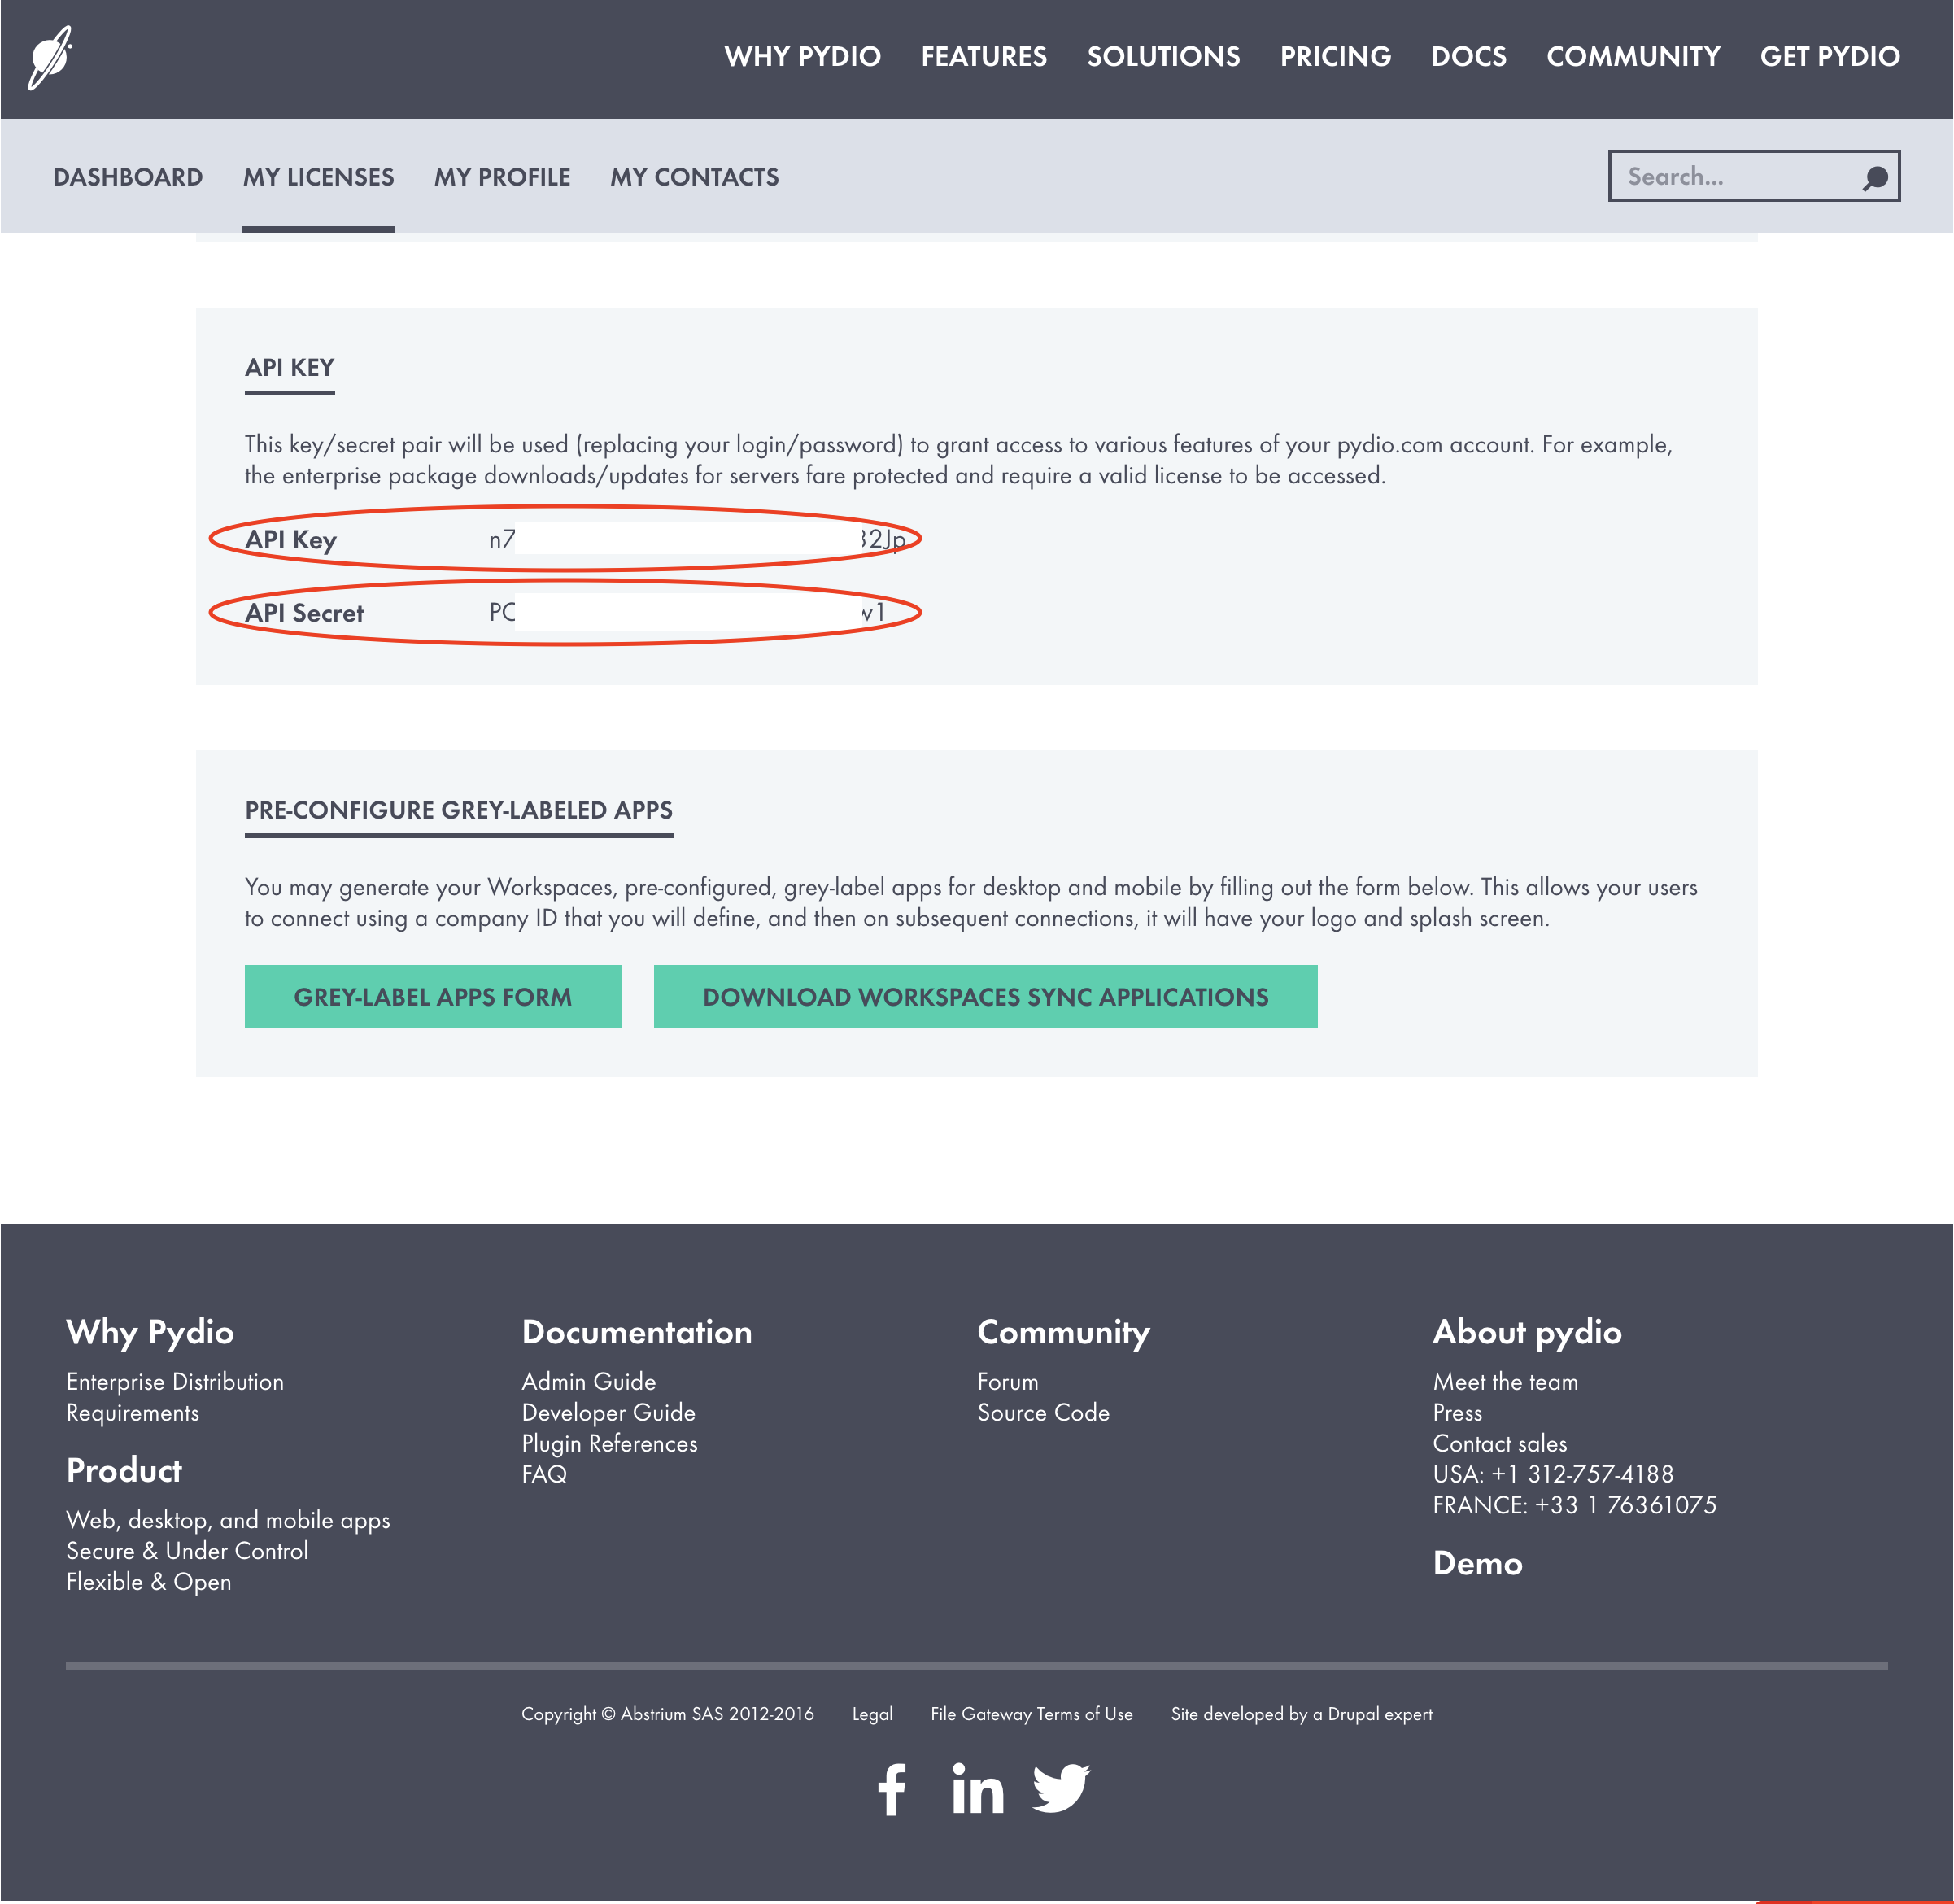 WHY PYDIO FEATURES SOLUTIONS PRICING DOCS COMMUNITY GET PYDIO
DASHBOARD MY LICENSES MY PROFILE MY CONTACTS Search...
API KEY
This key/secret pair will be used (replacing your login/password) to grant access to various features of your pydio.com account. For example,
the enterprise package downloads/updates for servers fare protected and require a valid license to be accessed.
API Key n7 32Jp
API Secret PC v1
PRE-CONFIGURE GREY-LABELED APPS
You may generate your Workspaces, pre-configured, grey-label apps for desktop and mobile by filling out the form below. This allows your users
to connect using a company ID that you will define, and then on subsequent connections, it will have your logo and splash screen.
GREY-LABEL APPS FORM DOWNLOAD WORKSPACES SYNC APPLICATIONS
Why Pydio
Enterprise Distribution
Requirements
Product
Web, desktop, and mobile apps
Secure & Under Control
Flexible & Open
Documentation
Admin Guide
Developer Guide
Plugin References
FAQ
Community
Forum
Source Code
About pydio
Meet the team
Press
Contact sales
USA: +1 312-757-4188
FRANCE: +33 1 76361075
Demo
Copyright © Abstrium SAS 2012-2016 Legal File Gateway Terms of Use Site developed by a Drupal expert